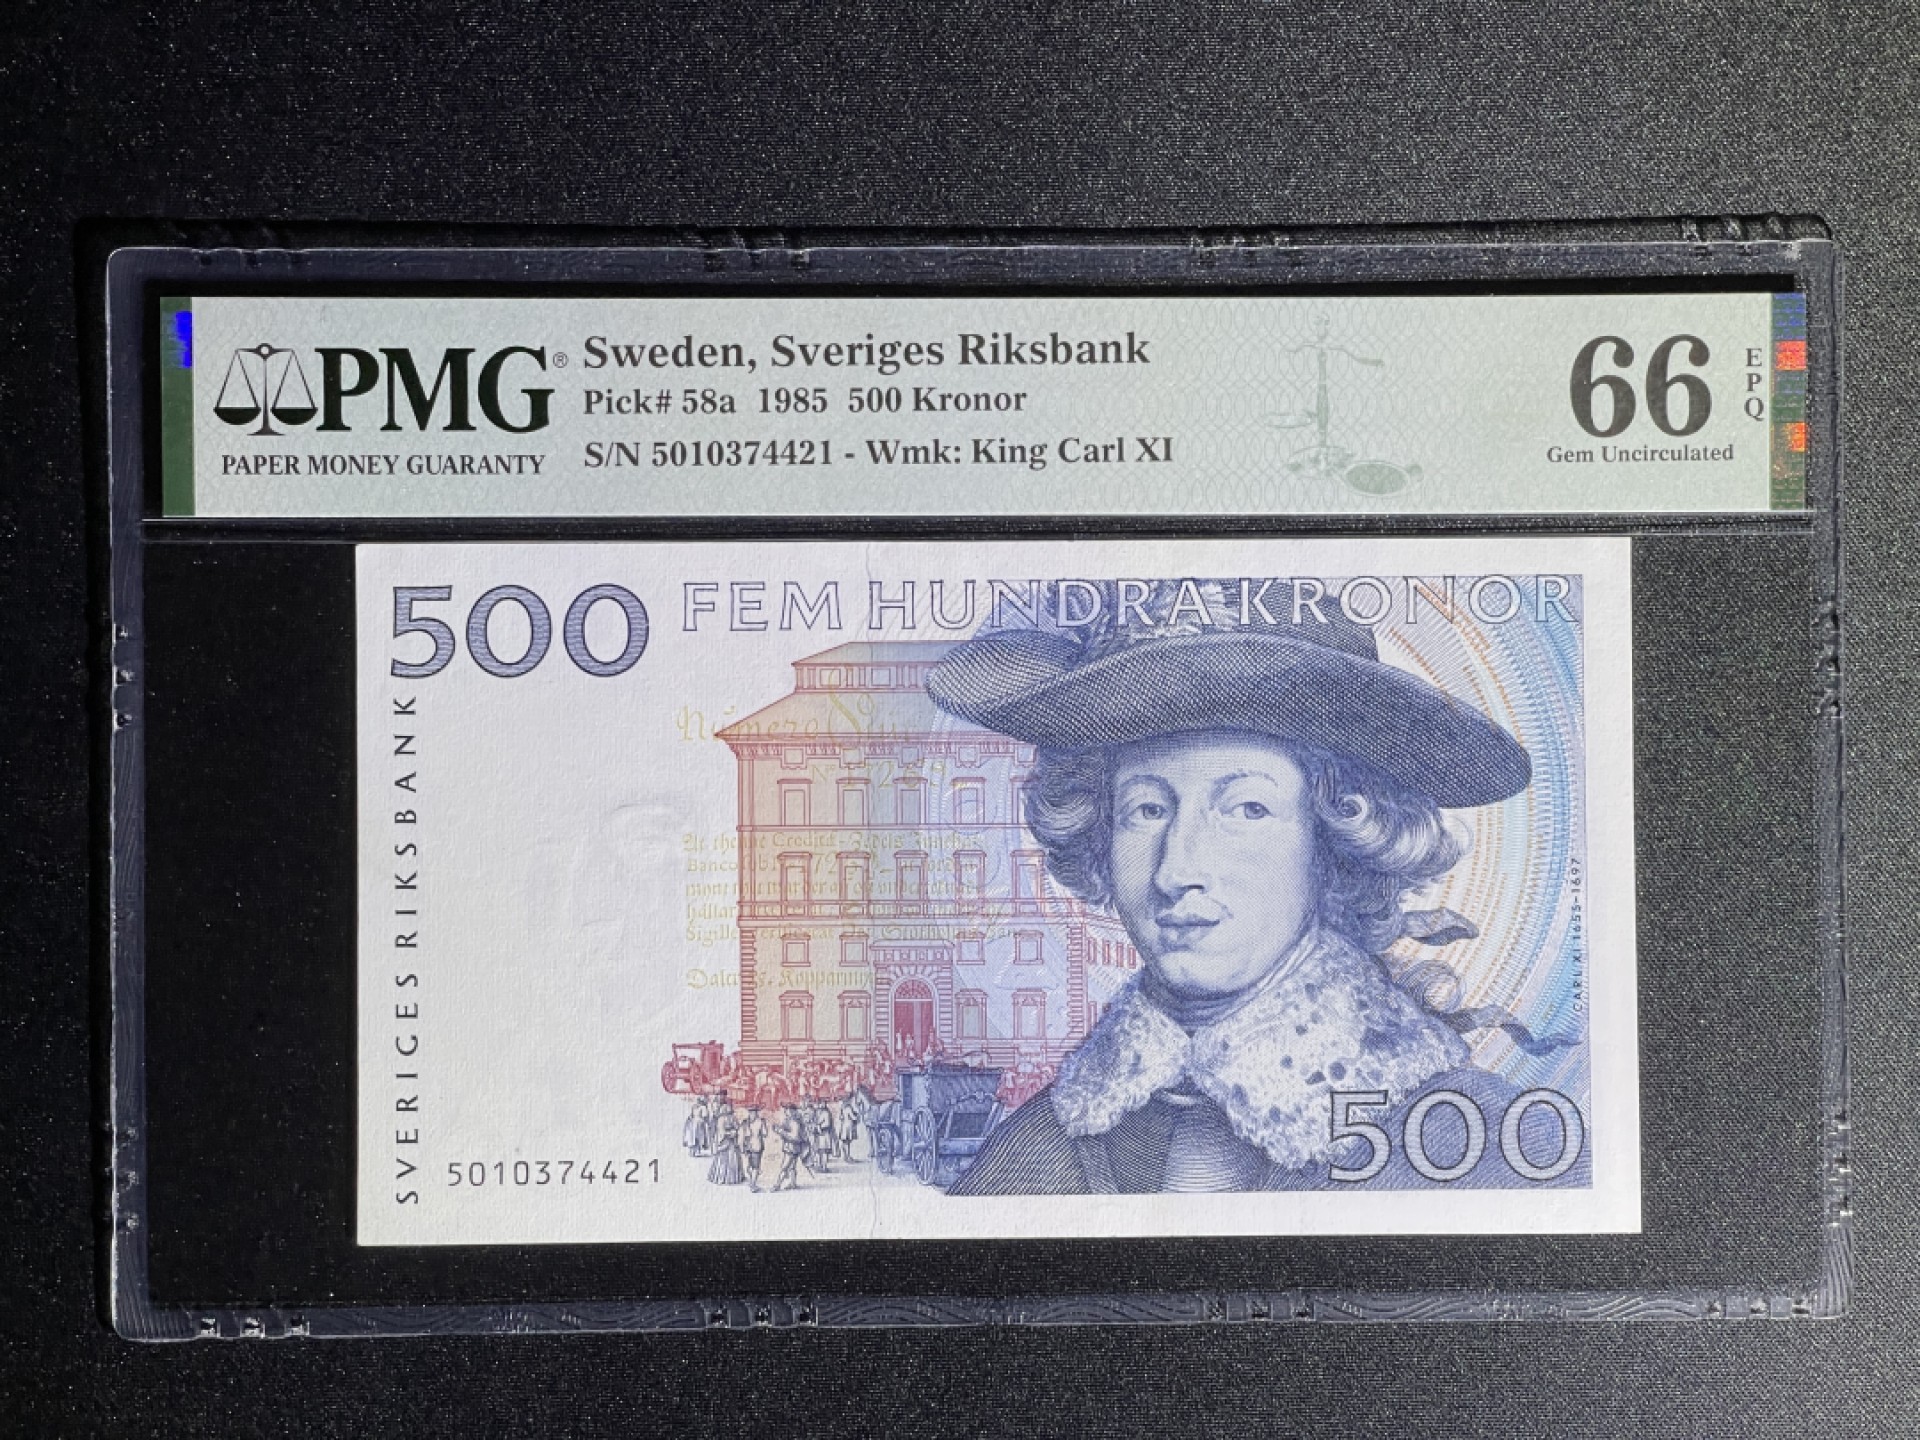 PMG®
PAPER MONEY GUARANTY
Sweden, Sveriges Riksbank
Pick# 58a 1985 500 Kronor
S/N 5010374421 - Wmk: King Carl XI
66
EPQ
Gem Uncirculated
500 FEM HUNDRA KRONOR
SVERIGES RIKSBANK
Numero
CARL XI 1655-1697
5010374421
500